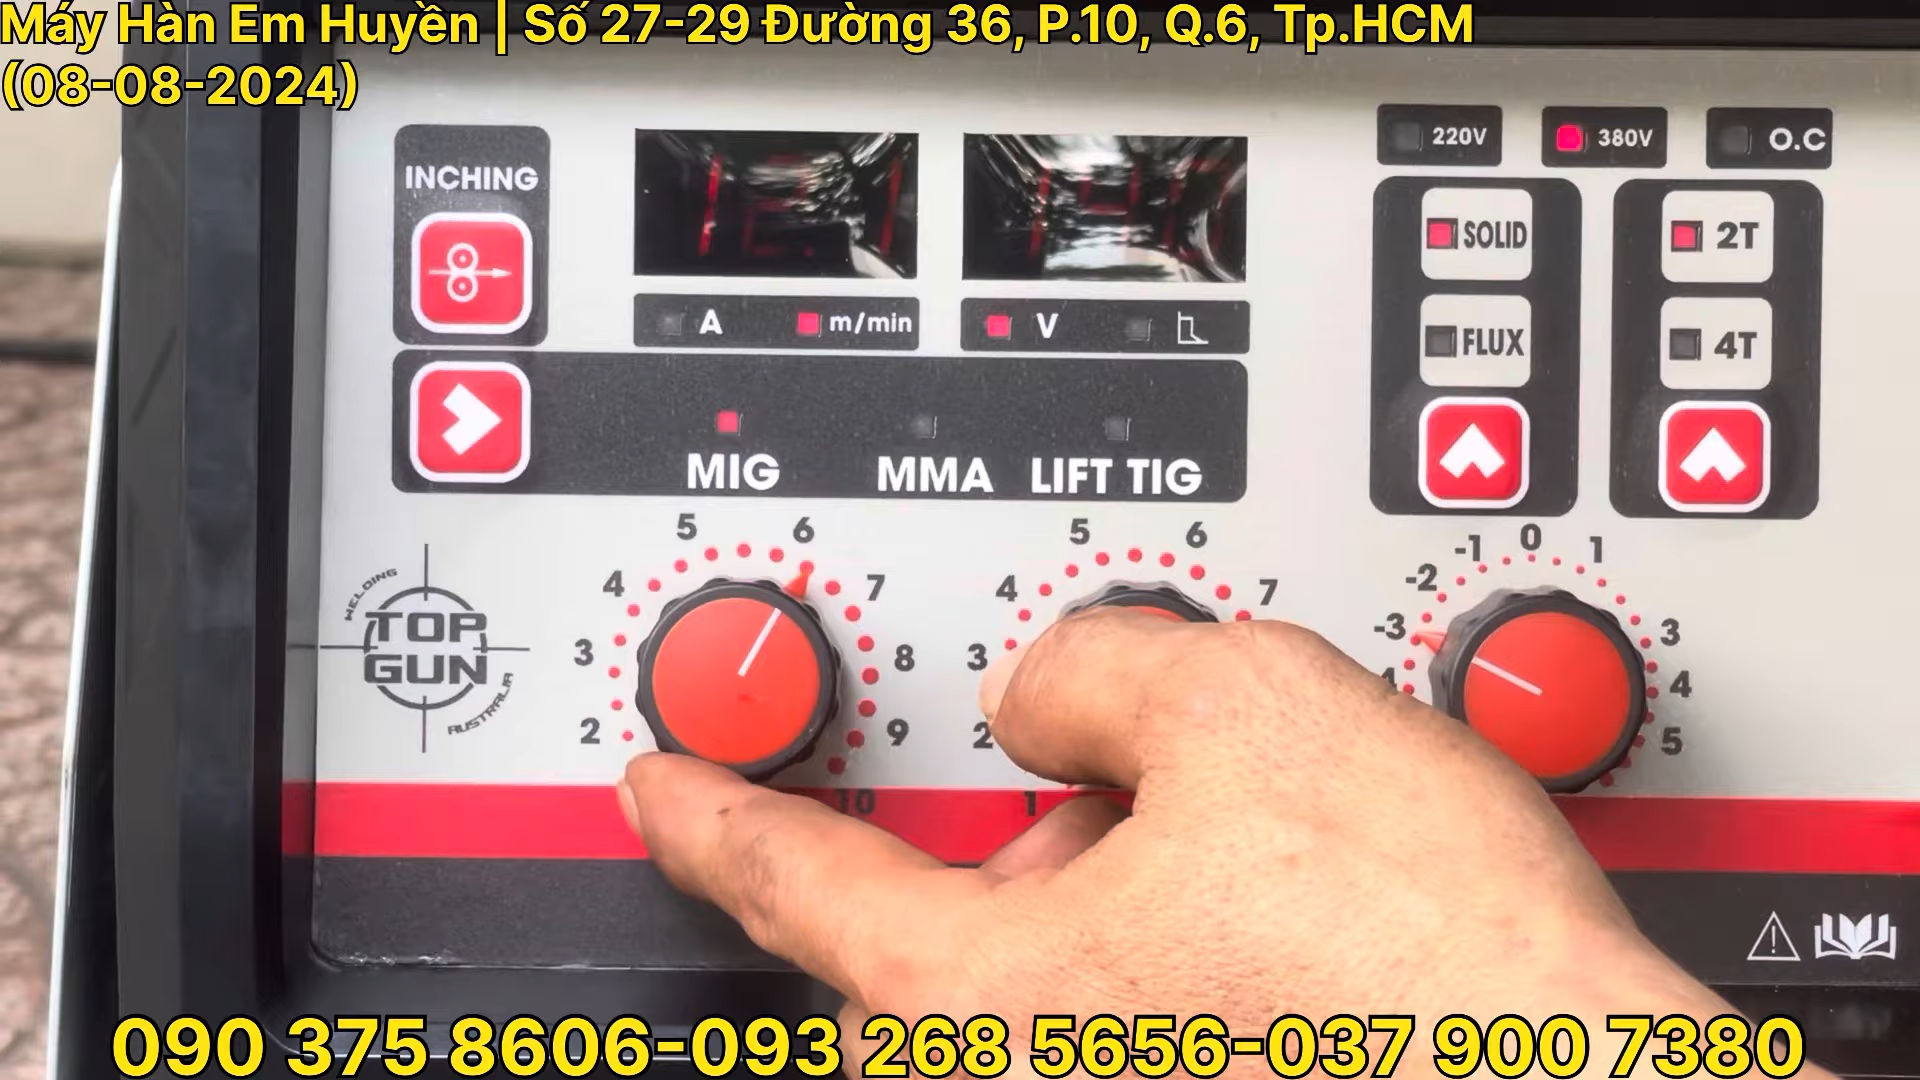 Máy Hàn Em Huyền | Số 27-29 Đường 36, P.10, Q.6, Tp.HCM
(08-08-2024)
220V 380V O.C
INCHING
SOLID 2T
A m/min V
FLUX 4T
MIG MMA LIFT TIG
5 6 5 6 -1 0 1
4 7 4 7 -2
WELDING
TOP
GUN
AUSTRALIA
3 8 3 -3 3
4
2 9 2 5
10 1
090 375 8606-093 268 5656-037 900 7380